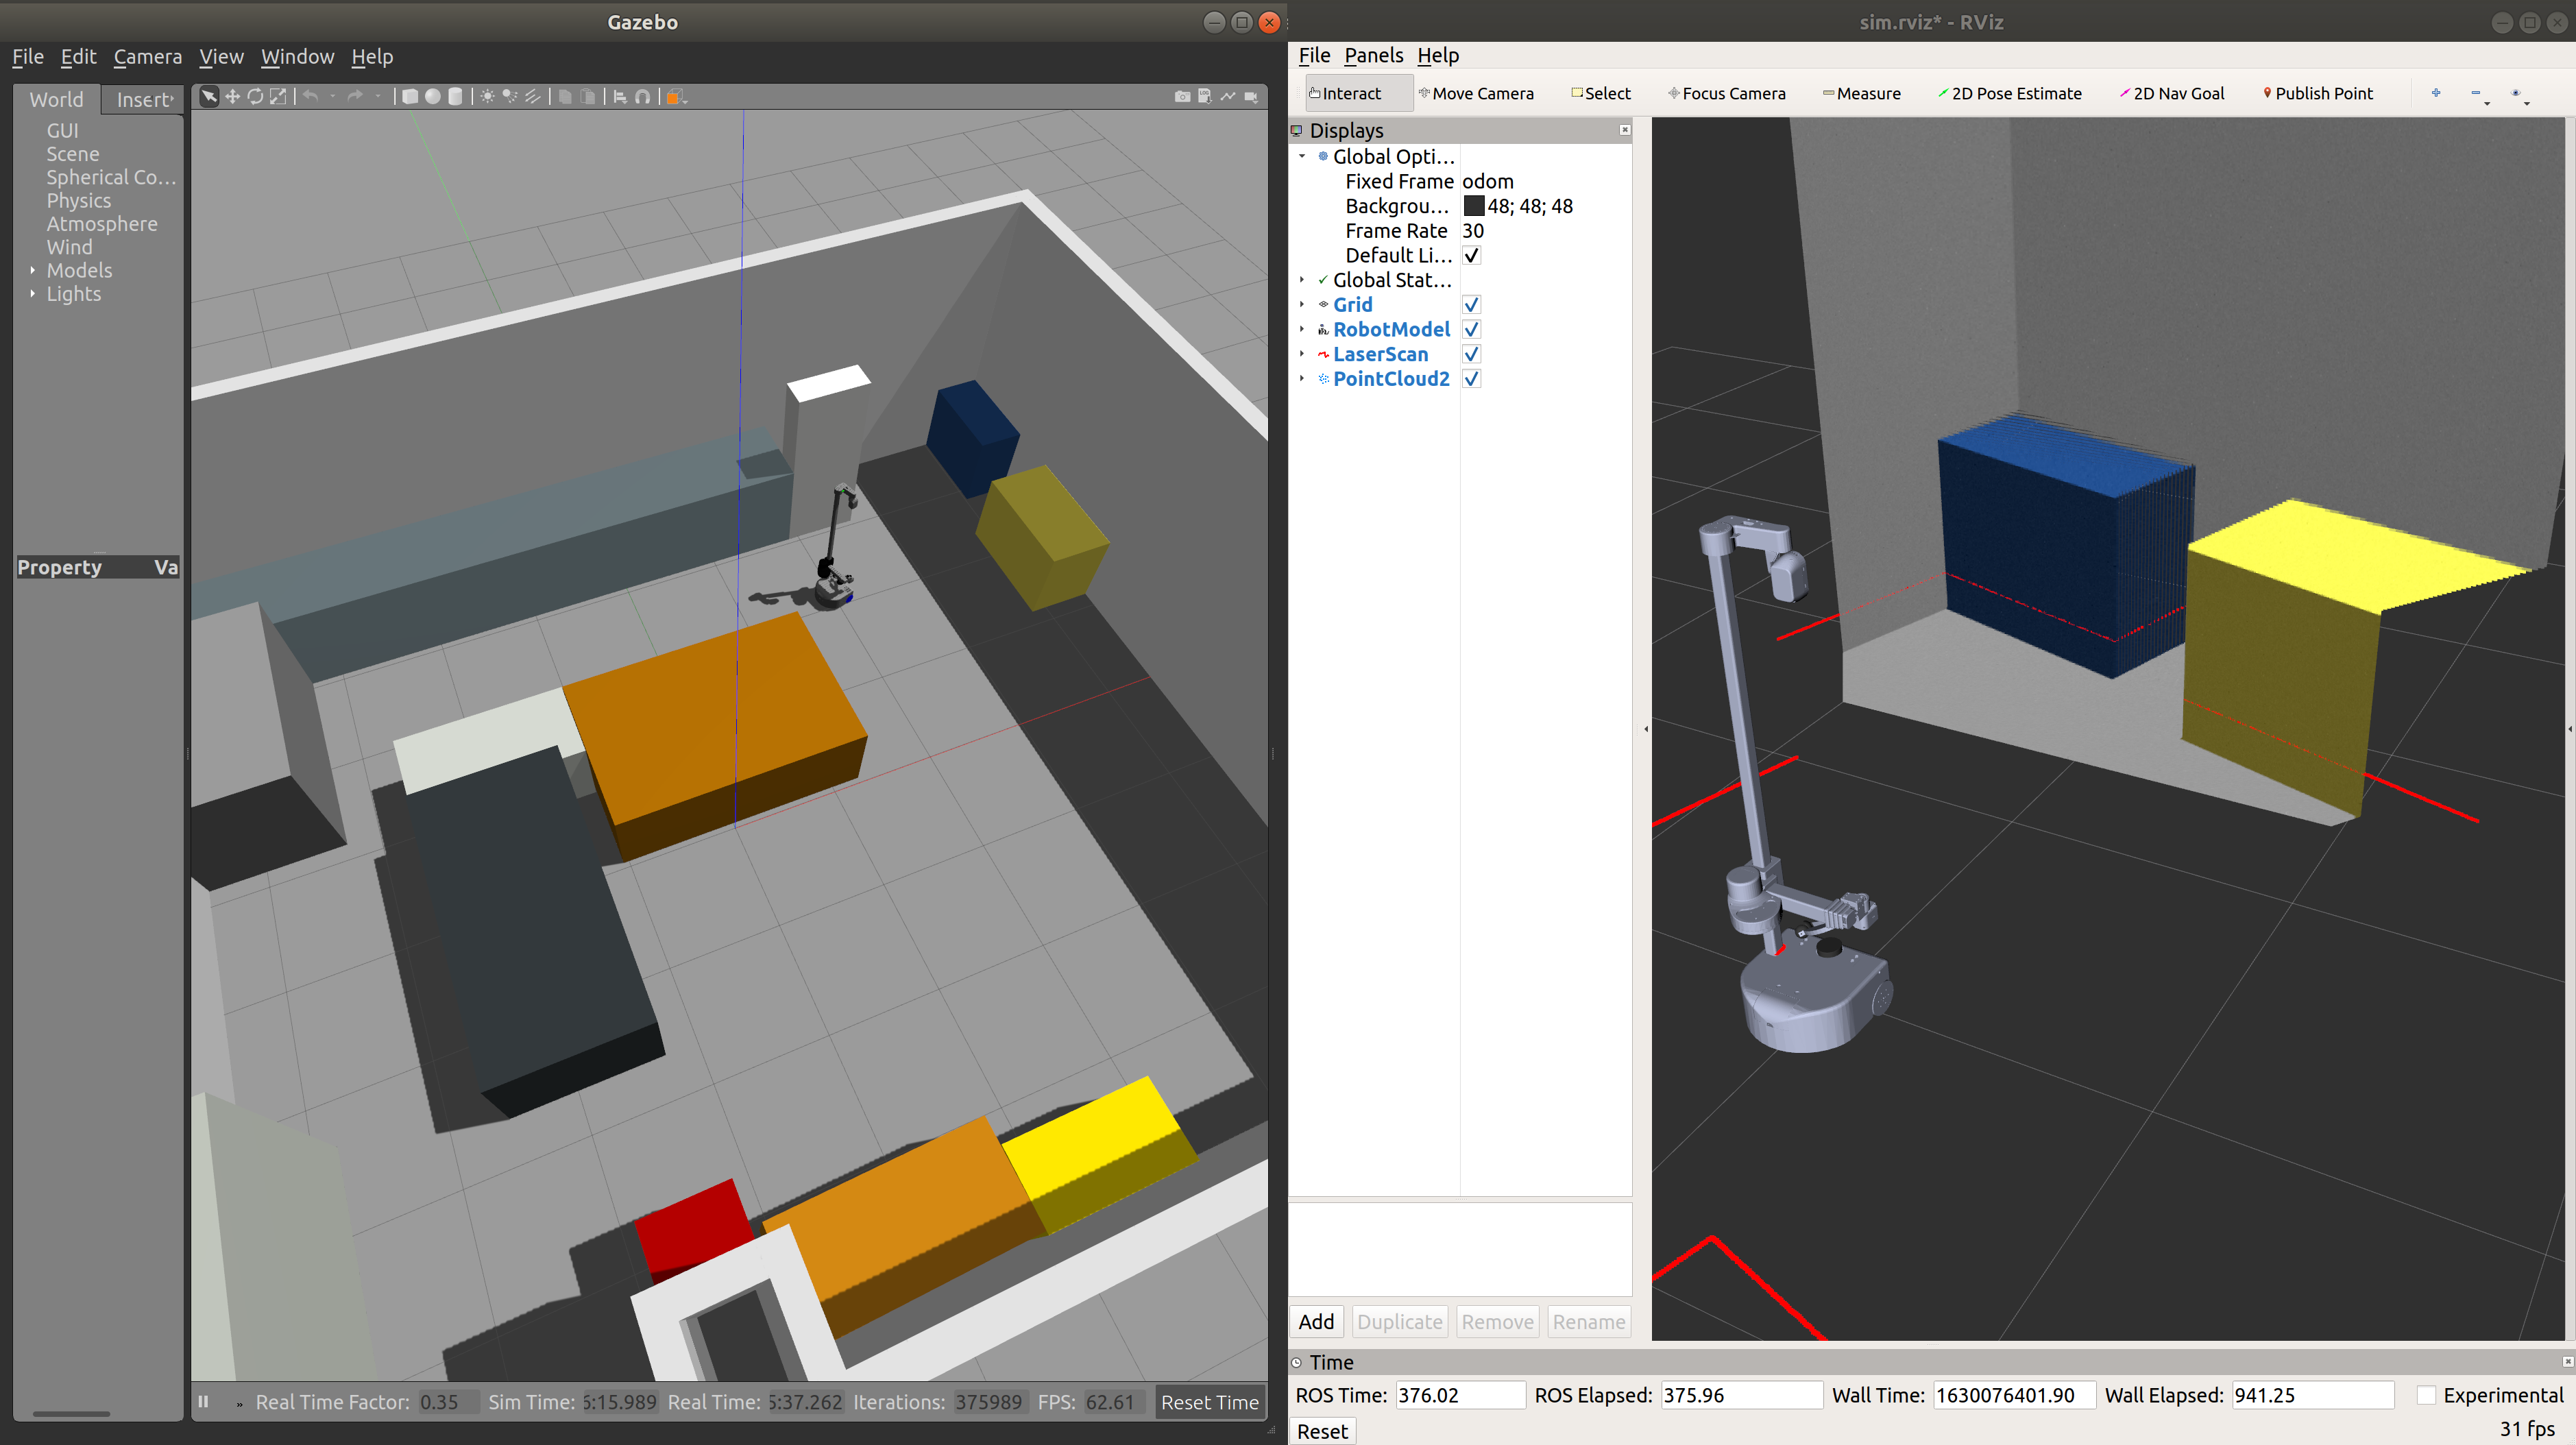 Gazebo
File Edit Camera View Window Help
World Insert
GUI
Scene
Spherical Co…
Physics
Atmosphere
Wind
Models
Lights
Property Va
Real Time Factor: 0.35 Sim Time: 5:15.989 Real Time: 5:37.262 Iterations: 375989 FPS: 62.61 Reset Time
sim.rviz* - RViz
File Panels Help
Interact Move Camera Select Focus Camera Measure 2D Pose Estimate 2D Nav Goal Publish Point
Displays
Global Opti…
Fixed Frame odom
Backgrou… 48; 48; 48
Frame Rate 30
Default Li…
Global Stat…
Grid
RobotModel
LaserScan
PointCloud2
Add Duplicate Remove Rename
Time
ROS Time: 376.02 ROS Elapsed: 375.96 Wall Time: 1630076401.90 Wall Elapsed: 941.25 Experimental
Reset 31 fps